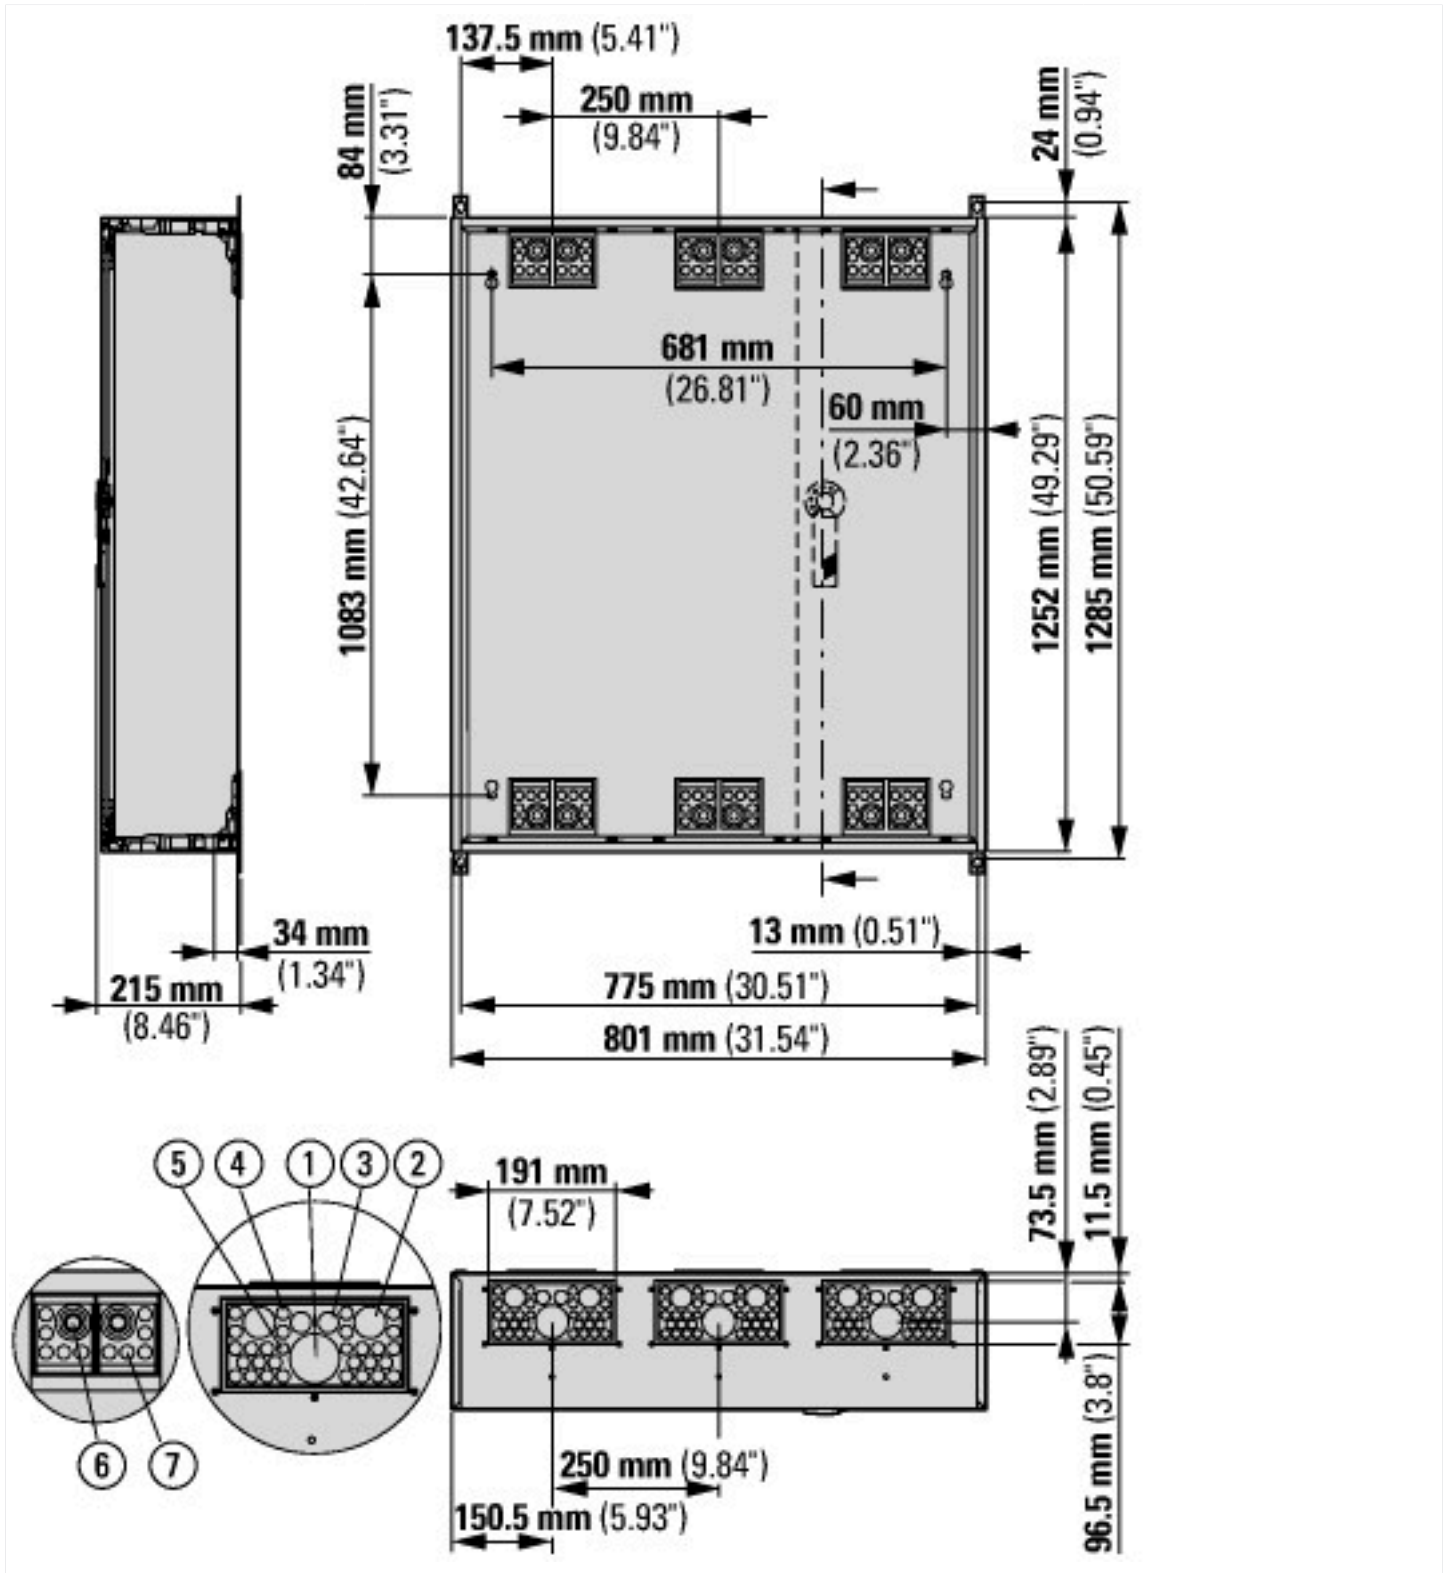 137.5 mm (5.41")
250 mm
(9.84")
84 mm
(3.31")
24 mm
(0.94")
681 mm
(26.81")
60 mm
(2.36")
1083 mm (42.64")
1252 mm (49.29")
1285 mm (50.59")
34 mm
(1.34")
215 mm
(8.46")
13 mm (0.51")
775 mm (30.51")
801 mm (31.54")
73.5 mm (2.89")
11.5 mm (0.45")
5 4 1 3 2
191 mm
(7.52")
6 7
250 mm (9.84")
150.5 mm (5.93")
96.5 mm (3.8")